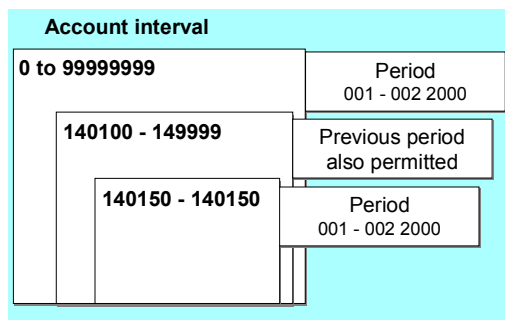 Account interval
0 to 99999999
Period
001 - 002 2000
140100 - 149999
Previous period
also permitted
140150 - 140150
Period
001 - 002 2000